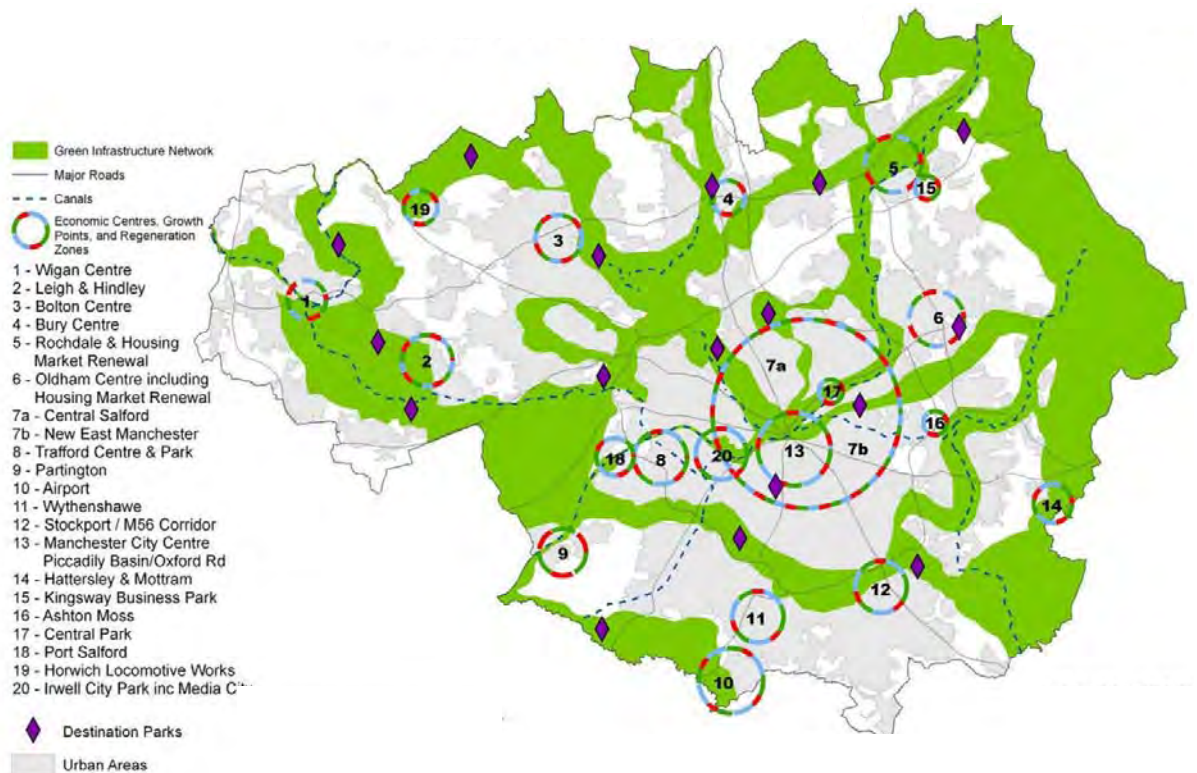 Green Infrastructure Network
Major Roads
Canals
Economic Centres, Growth
Points, and Regeneration
Zones
1 - Wigan Centre
2 - Leigh & Hindley
3 - Bolton Centre
4 - Bury Centre
5 - Rochdale & Housing
Market Renewal
6 - Oldham Centre including
Housing Market Renewal
7a - Central Salford
7b - New East Manchester
8 - Trafford Centre & Park
9 - Partington
10 - Airport
11 - Wythenshawe
12 - Stockport / M56 Corridor
13 - Manchester City Centre
Piccadily Basin/Oxford Rd
14 - Hattersley & Mottram
15 - Kingsway Business Park
16 - Ashton Moss
17 - Central Park
18 - Port Salford
19 - Horwich Locomotive Works
20 - Irwell City Park inc Media
Destination Parks
Urban Areas
5
15
4
19
3
1
6
2
7a
17
16
13
7b
20
18
8
14
9
12
11
10